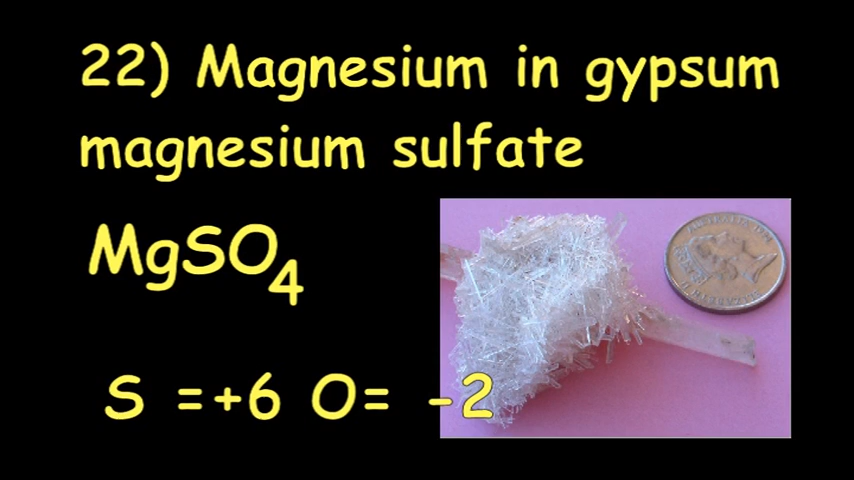 22) Magnesium in gypsum
magnesium sulfate
MgSO₄
S =+6 O= -2